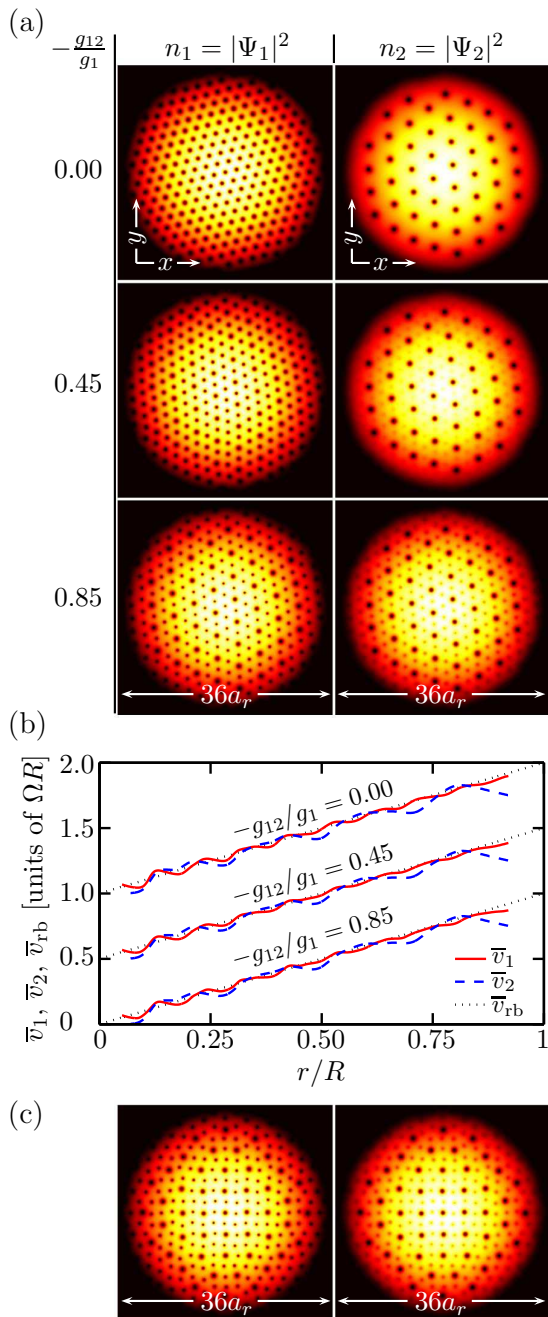 (a)
−g₁₂/g₁ n₁ = |Ψ₁|² n₂ = |Ψ₂|²
0.00
y x y x
0.45
0.85
36aᵣ 36aᵣ
(b)
v̅₁, v̅₂, v̅rb [units of ΩR]
2.0
1.5
1.0
0.5
0
−g₁₂/g₁ = 0.00
−g₁₂/g₁ = 0.45
−g₁₂/g₁ = 0.85
v̅₁
v̅₂
v̅rb
0 0.25 0.50 0.75 1
r/R
(c)
36aᵣ 36aᵣ